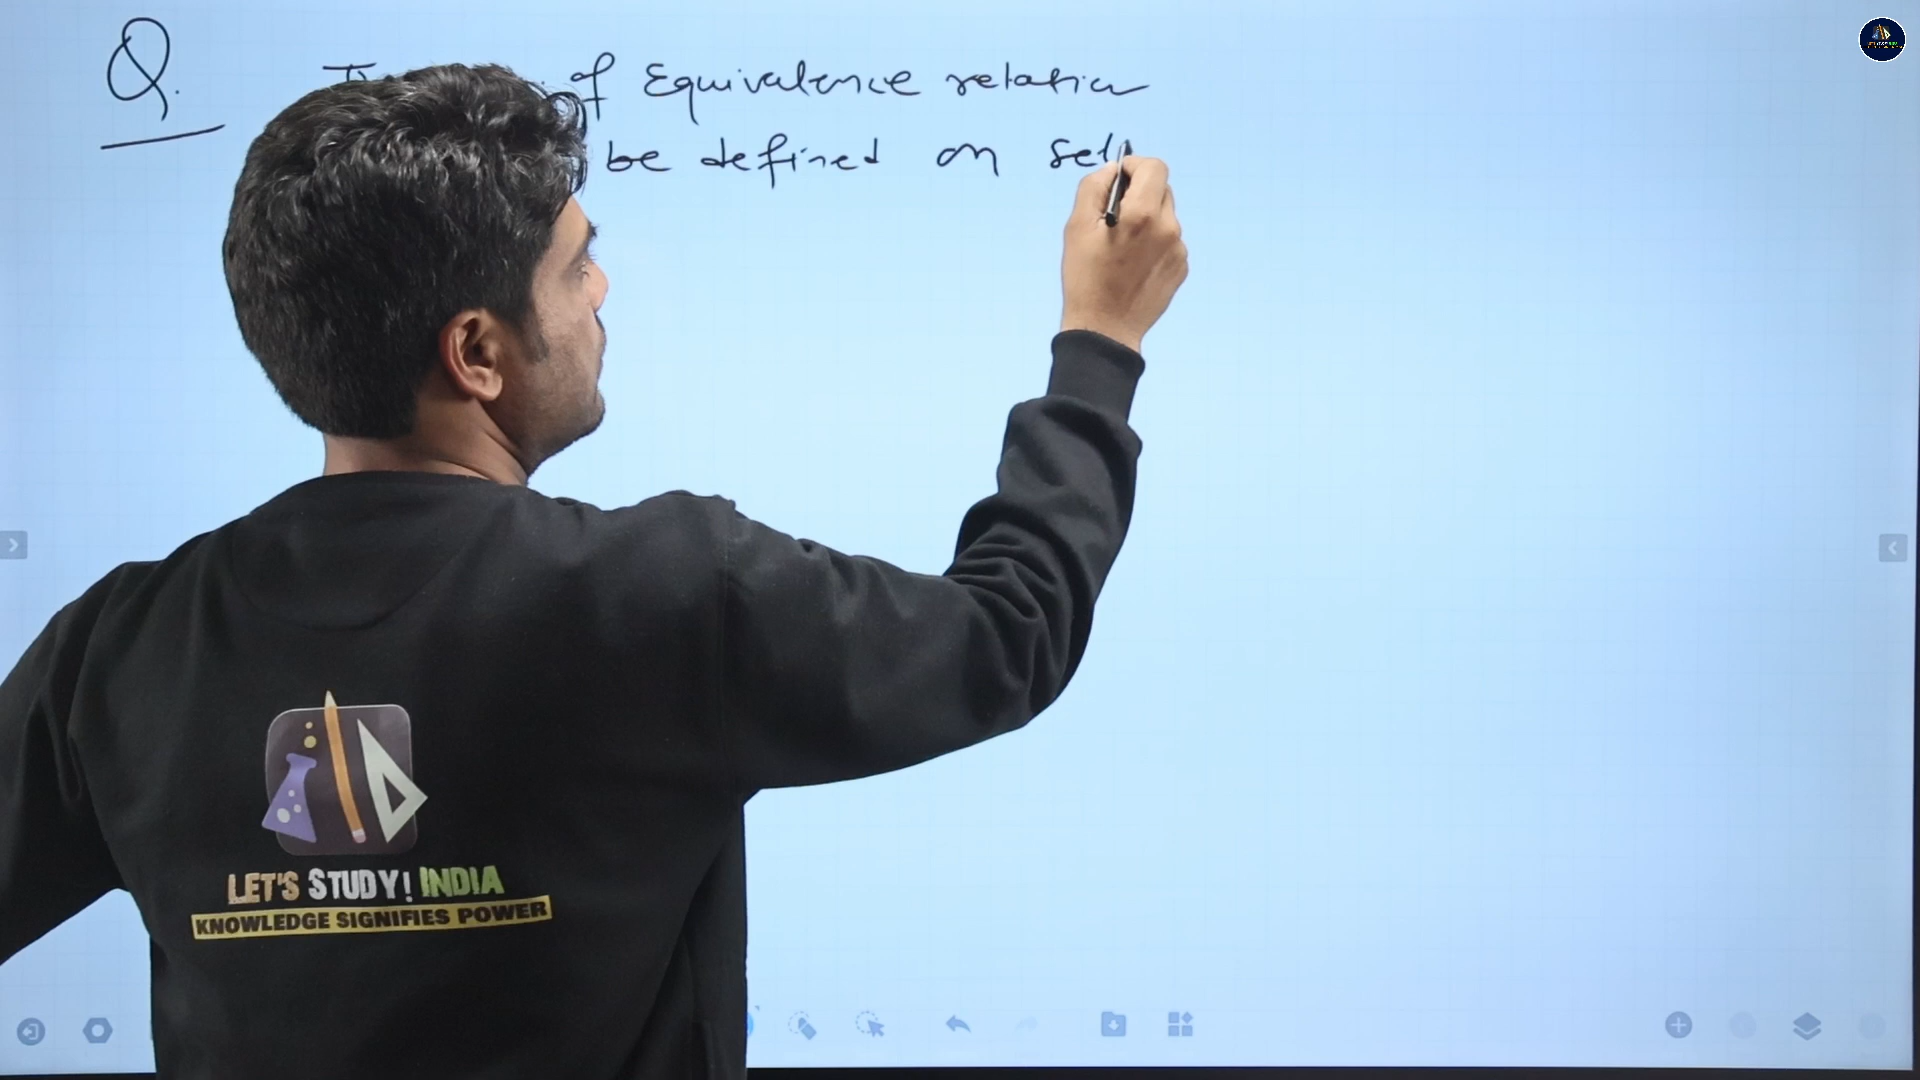 Q.
of Equivalence relation
be defined on set
LET'S STUDY! INDIA
KNOWLEDGE SIGNIFIES POWER